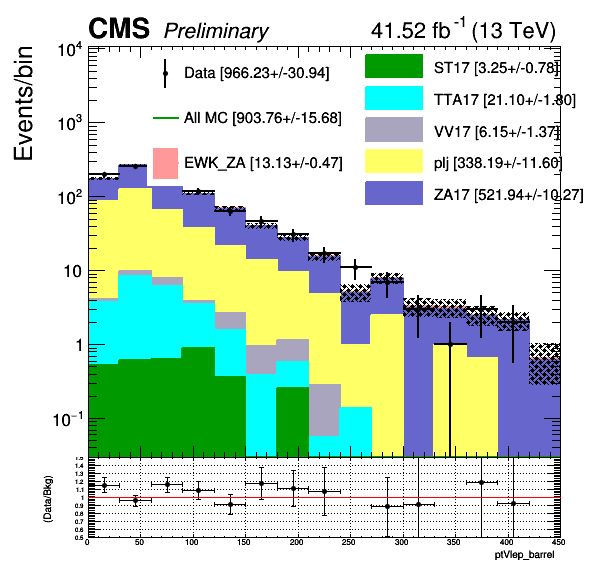 CMS Preliminary 41.52 fb⁻¹ (13 TeV)
Events/bin
10⁴
10³
10²
10
1
10⁻¹
Data [966.23+/-30.94]
All MC [903.76+/-15.68]
EWK_ZA [13.13+/-0.47]
ST17 [3.25+/-0.78]
TTA17 [21.10+/-1.80]
VV17 [6.15+/-1.37]
plj [338.19+/-11.60]
ZA17 [521.94+/-10.27]
(Data/Bkg)
1.5
1.4
1.3
1.2
1.1
1
0.9
0.8
0.7
0.6
0.5
0 50 100 150 200 250 300 350 400 450
ptVlep_barrel